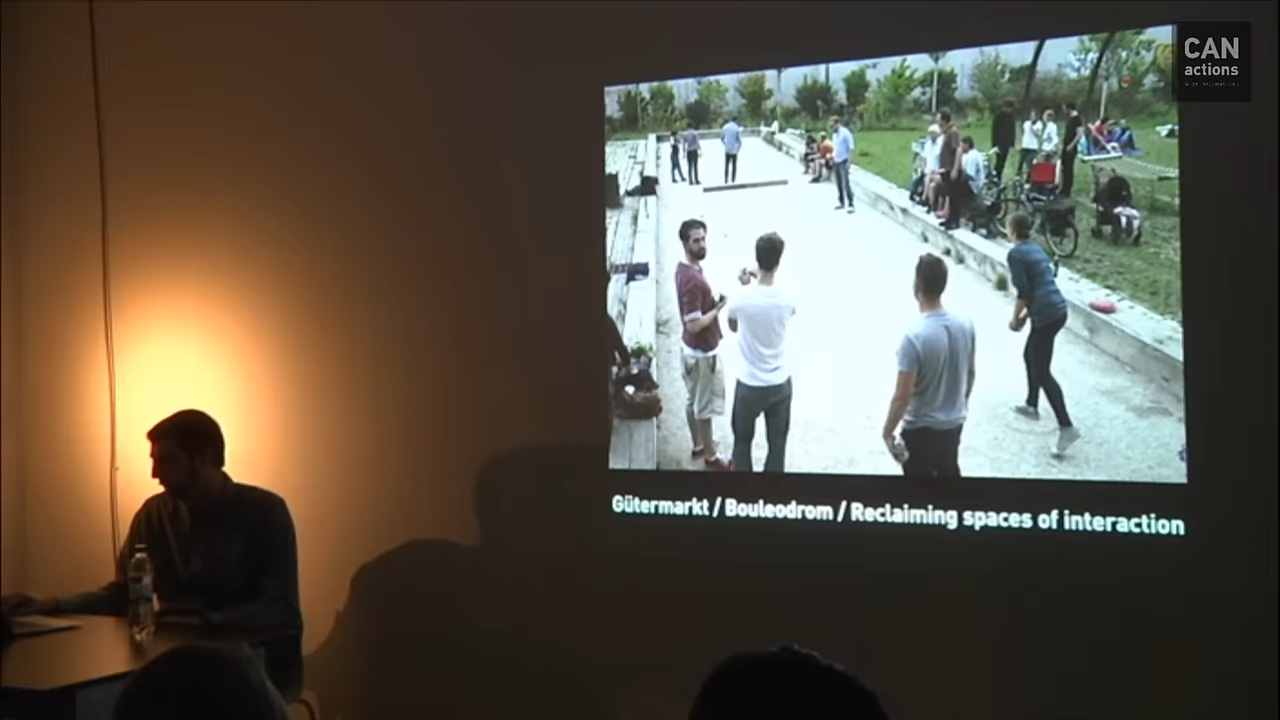 CAN
actions
Gütermarkt / Bouleodrom / Reclaiming spaces of interaction